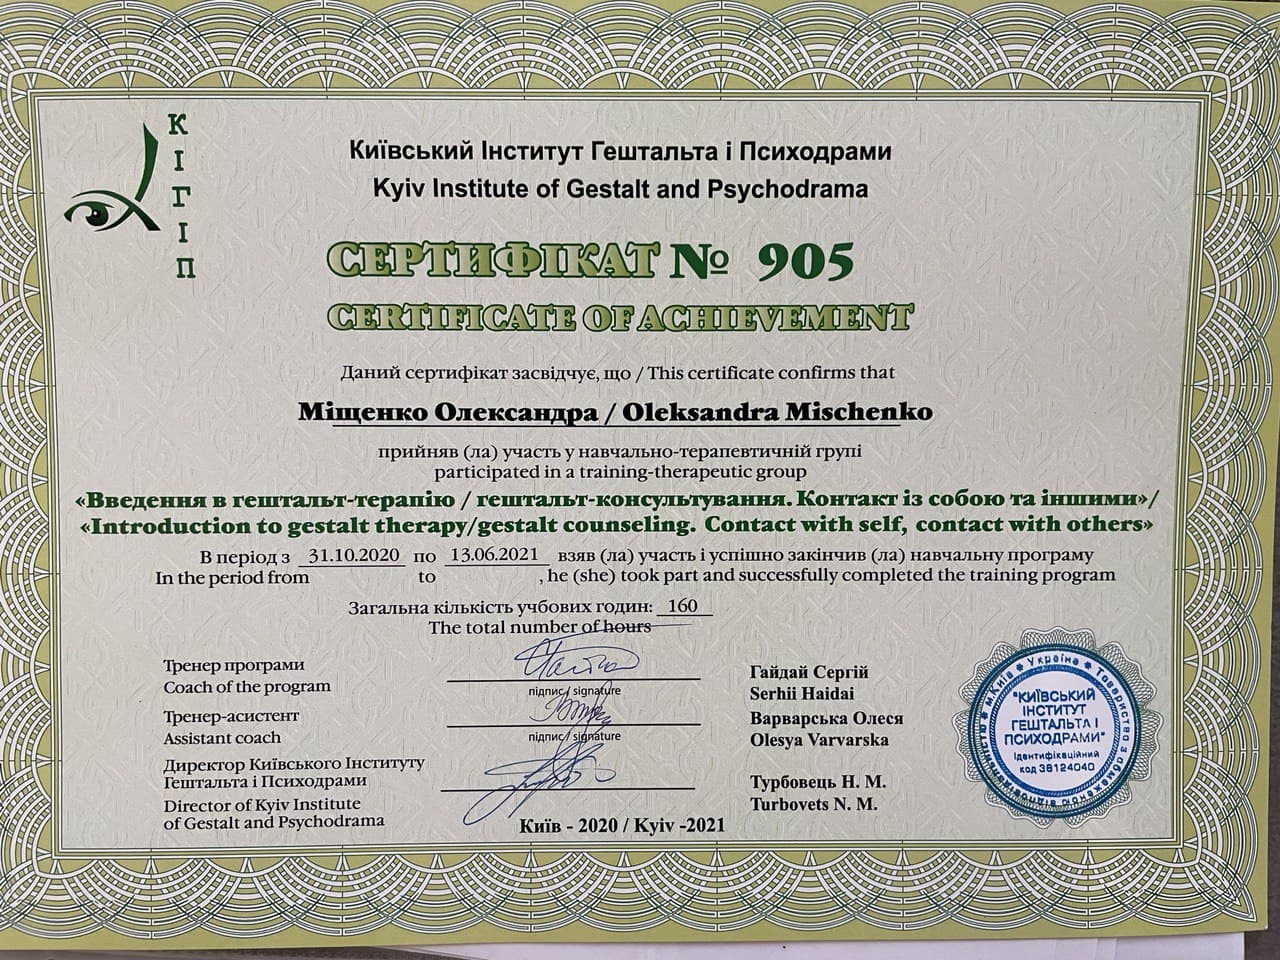 КІГІП
Київський Інститут Гештальта і Психодрами
Kyiv Institute of Gestalt and Psychodrama
СЕРТИФІКАТ № 905
CERTIFICATE OF ACHIEVEMENT
Даний сертифікат засвідчує, що / This certificate confirms that
Міщенко Олександра / Oleksandra Mischenko
прийняв (ла) участь у навчально-терапевтичній групі
participated in a training-therapeutic group
«Введення в гештальт-терапію / гештальт-консультування. Контакт із собою та іншими»/
«Introduction to gestalt therapy/gestalt counseling. Contact with self, contact with others»
В період з 31.10.2020 по 13.06.2021 взяв (ла) участь і успішно закінчив (ла) навчальну програму
In the period from to , he (she) took part and successfully completed the training program
Загальна кількість учбових годин: 160
The total number of hours
Тренер програми
Coach of the program
підпис / signature
Гайдай Сергій
Serhii Haidai
Тренер-асистент
Assistant coach
підпис / signature
Варварська Олеся
Olesya Varvarska
Директор Київського Інституту
Гештальта і Психодрами
Director of Kyiv Institute
of Gestalt and Psychodrama
Турбовець Н. М.
Turbovets N. M.
Київ - 2020 / Kyiv -2021
м.Київ * Україна * Товариство з обмеженою відповідальністю *
"КИЇВСЬКИЙ
ІНСТИТУТ
ГЕШТАЛЬТА І
ПСИХОДРАМИ"
Ідентифікаційний
код 38124040